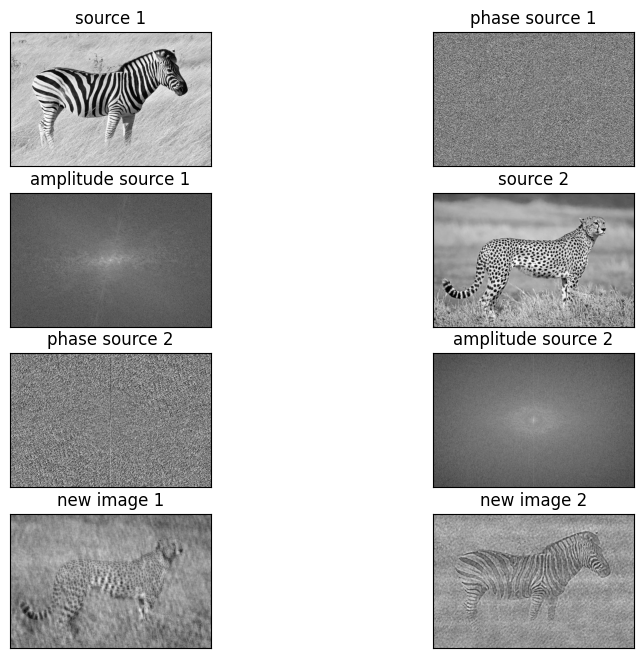 source 1
phase source 1
amplitude source 1
source 2
phase source 2
amplitude source 2
new image 1
new image 2